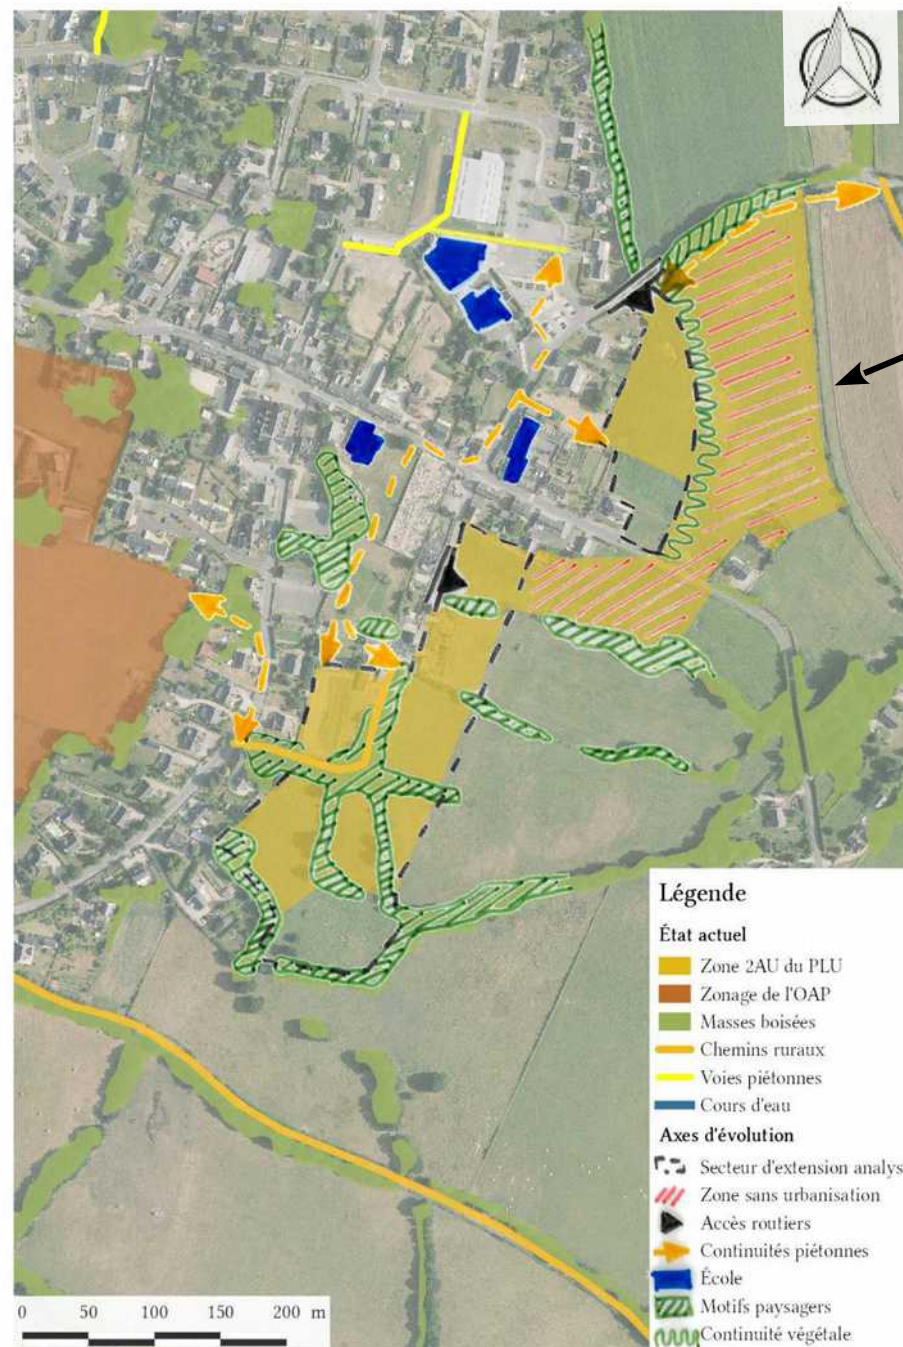 Légende
État actuel
Zone 2AU du PLU
Zonage de l'OAP
Masses boisées
Chemins ruraux
Voies piétonnes
Cours d'eau
Axes d'évolution
Secteur d'extension analys
Zone sans urbanisation
Accès routiers
Continuités piétonnes
École
Motifs paysagers
Continuité végétale
0 50 100 150 200 m